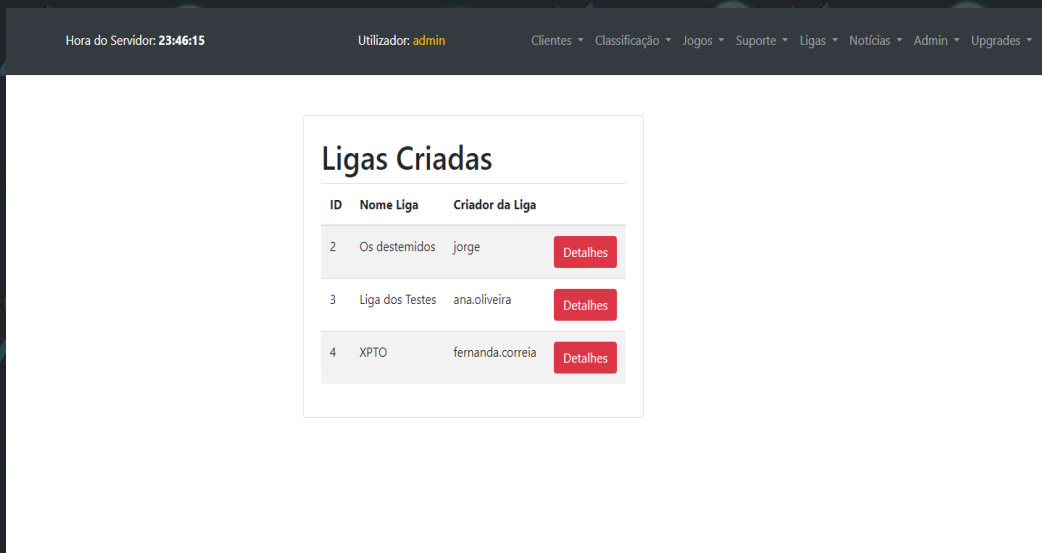 Hora do Servidor: 23:46:15 Utilizador: admin Clientes Classificação Jogos Suporte Ligas Notícias Admin Upgrades
Ligas Criadas
ID Nome Liga Criador da Liga
2 Os destemidos jorge Detalhes
3 Liga dos Testes ana.oliveira Detalhes
4 XPTO fernanda.correia Detalhes